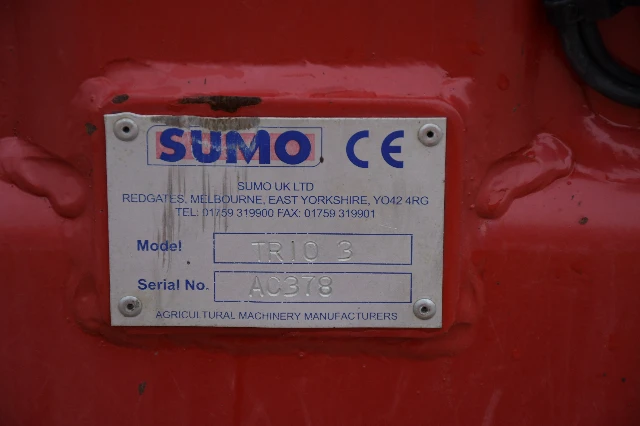 SUMO CE
SUMO UK LTD
REDGATES, MELBOURNE, EAST YORKSHIRE, YO42 4RG
TEL: 01759 319900 FAX: 01759 319901
Model TRIO 3
Serial No. AC378
AGRICULTURAL MACHINERY MANUFACTURERS